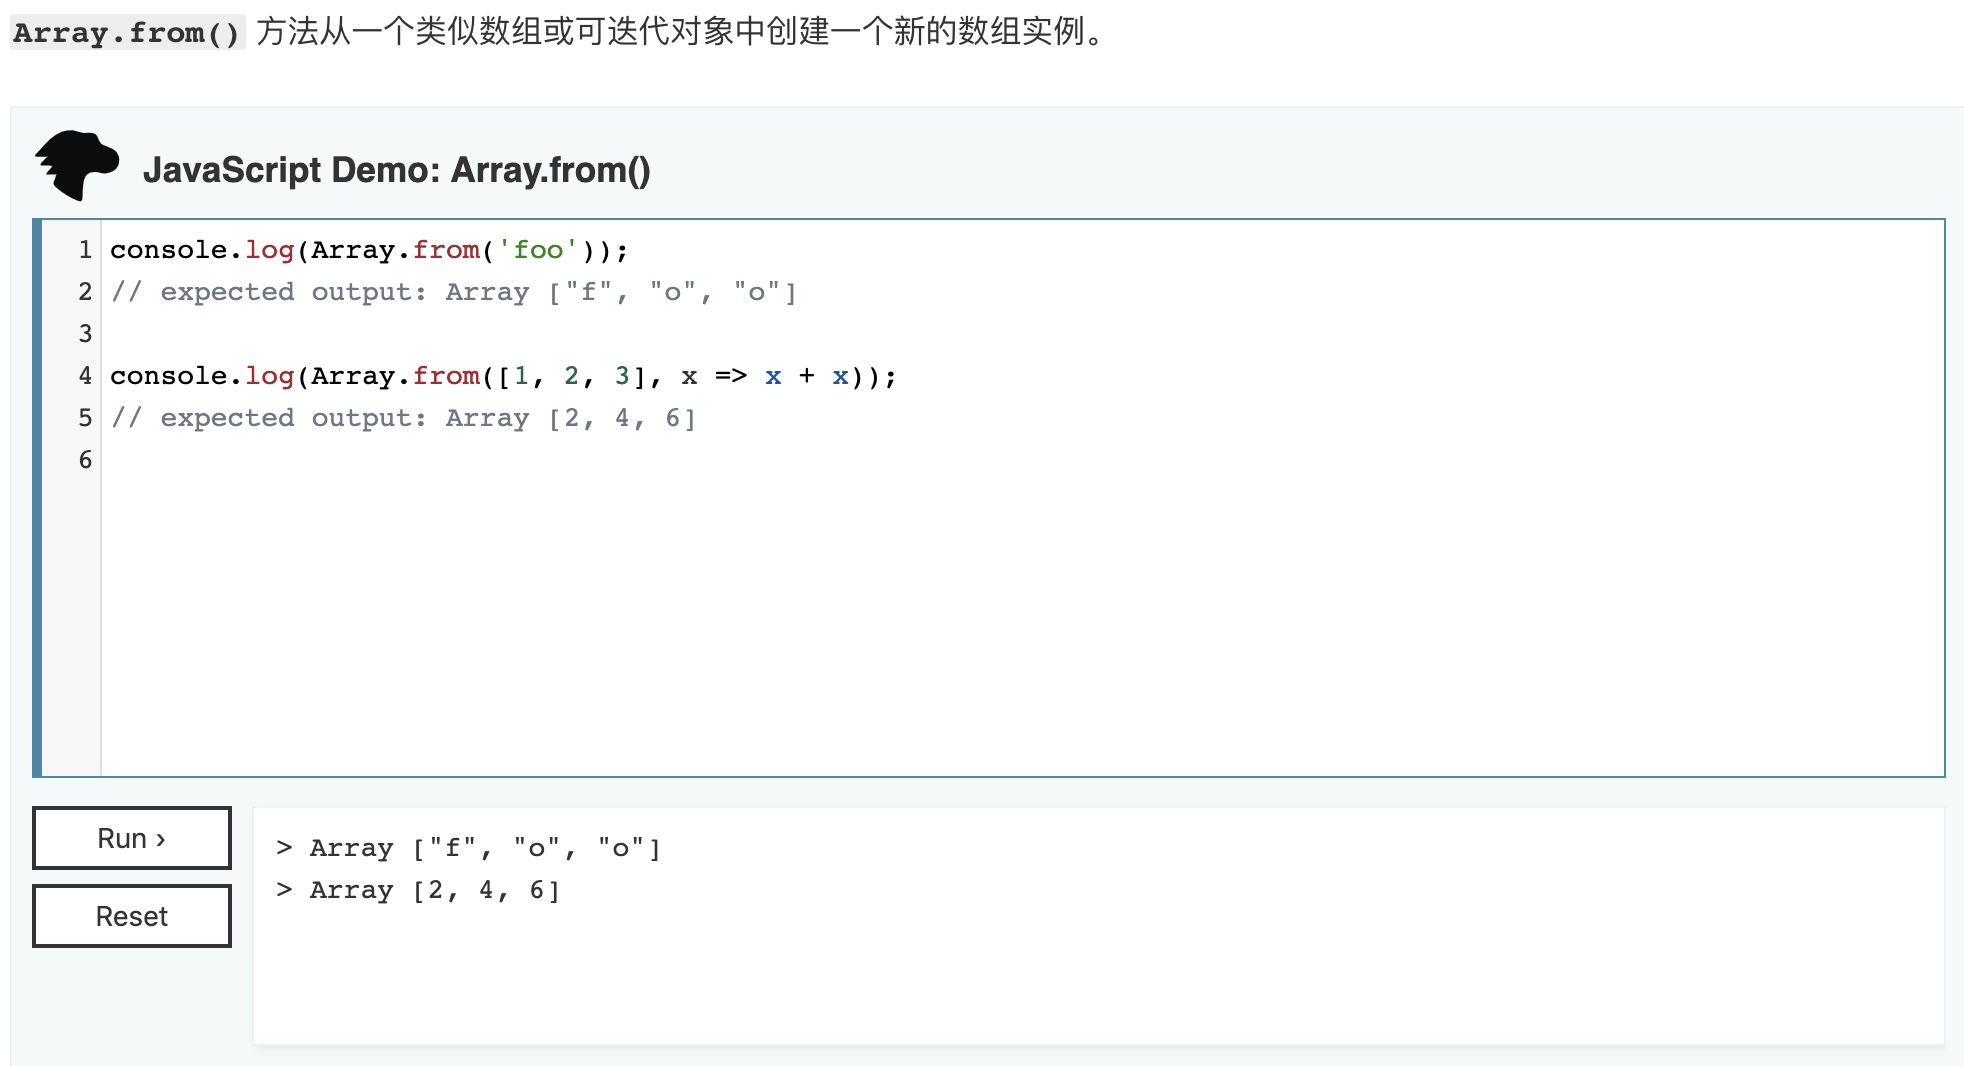 Array.from() 方法从一个类似数组或可迭代对象中创建一个新的数组实例。
JavaScript Demo: Array.from()
1 console.log(Array.from('foo'));
2 // expected output: Array ["f", "o", "o"]
3
4 console.log(Array.from([1, 2, 3], x => x + x));
5 // expected output: Array [2, 4, 6]
6
Run ›
> Array ["f", "o", "o"]
> Array [2, 4, 6]
Reset